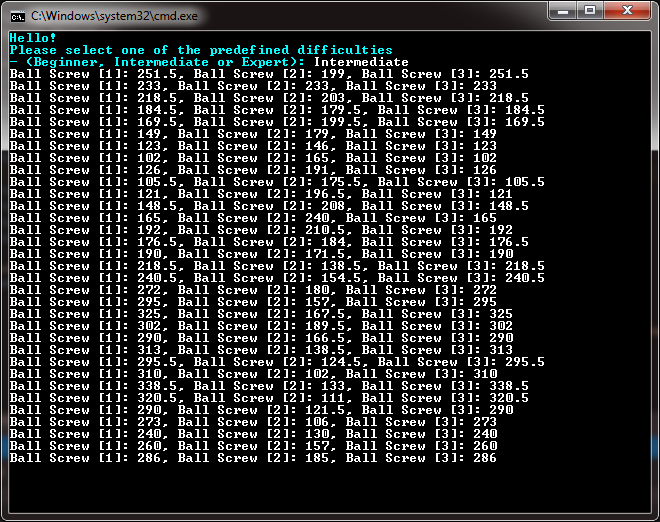 C:\Windows\system32\cmd.exe
Hello!
Please select one of the predefined difficulties
- (Beginner, Intermediate or Expert): Intermediate
Ball Screw [1]: 251.5, Ball Screw [2]: 199, Ball Screw [3]: 251.5
Ball Screw [1]: 233, Ball Screw [2]: 233, Ball Screw [3]: 233
Ball Screw [1]: 218.5, Ball Screw [2]: 203, Ball Screw [3]: 218.5
Ball Screw [1]: 184.5, Ball Screw [2]: 179.5, Ball Screw [3]: 184.5
Ball Screw [1]: 169.5, Ball Screw [2]: 199.5, Ball Screw [3]: 169.5
Ball Screw [1]: 149, Ball Screw [2]: 179, Ball Screw [3]: 149
Ball Screw [1]: 123, Ball Screw [2]: 146, Ball Screw [3]: 123
Ball Screw [1]: 102, Ball Screw [2]: 165, Ball Screw [3]: 102
Ball Screw [1]: 126, Ball Screw [2]: 191, Ball Screw [3]: 126
Ball Screw [1]: 105.5, Ball Screw [2]: 175.5, Ball Screw [3]: 105.5
Ball Screw [1]: 121, Ball Screw [2]: 196.5, Ball Screw [3]: 121
Ball Screw [1]: 148.5, Ball Screw [2]: 208, Ball Screw [3]: 148.5
Ball Screw [1]: 165, Ball Screw [2]: 240, Ball Screw [3]: 165
Ball Screw [1]: 192, Ball Screw [2]: 210.5, Ball Screw [3]: 192
Ball Screw [1]: 176.5, Ball Screw [2]: 184, Ball Screw [3]: 176.5
Ball Screw [1]: 190, Ball Screw [2]: 171.5, Ball Screw [3]: 190
Ball Screw [1]: 218.5, Ball Screw [2]: 138.5, Ball Screw [3]: 218.5
Ball Screw [1]: 240.5, Ball Screw [2]: 154.5, Ball Screw [3]: 240.5
Ball Screw [1]: 272, Ball Screw [2]: 180, Ball Screw [3]: 272
Ball Screw [1]: 295, Ball Screw [2]: 157, Ball Screw [3]: 295
Ball Screw [1]: 325, Ball Screw [2]: 167.5, Ball Screw [3]: 325
Ball Screw [1]: 302, Ball Screw [2]: 189.5, Ball Screw [3]: 302
Ball Screw [1]: 290, Ball Screw [2]: 166.5, Ball Screw [3]: 290
Ball Screw [1]: 313, Ball Screw [2]: 138.5, Ball Screw [3]: 313
Ball Screw [1]: 295.5, Ball Screw [2]: 124.5, Ball Screw [3]: 295.5
Ball Screw [1]: 310, Ball Screw [2]: 102, Ball Screw [3]: 310
Ball Screw [1]: 338.5, Ball Screw [2]: 133, Ball Screw [3]: 338.5
Ball Screw [1]: 320.5, Ball Screw [2]: 111, Ball Screw [3]: 320.5
Ball Screw [1]: 290, Ball Screw [2]: 121.5, Ball Screw [3]: 290
Ball Screw [1]: 273, Ball Screw [2]: 106, Ball Screw [3]: 273
Ball Screw [1]: 240, Ball Screw [2]: 130, Ball Screw [3]: 240
Ball Screw [1]: 260, Ball Screw [2]: 157, Ball Screw [3]: 260
Ball Screw [1]: 286, Ball Screw [2]: 185, Ball Screw [3]: 286